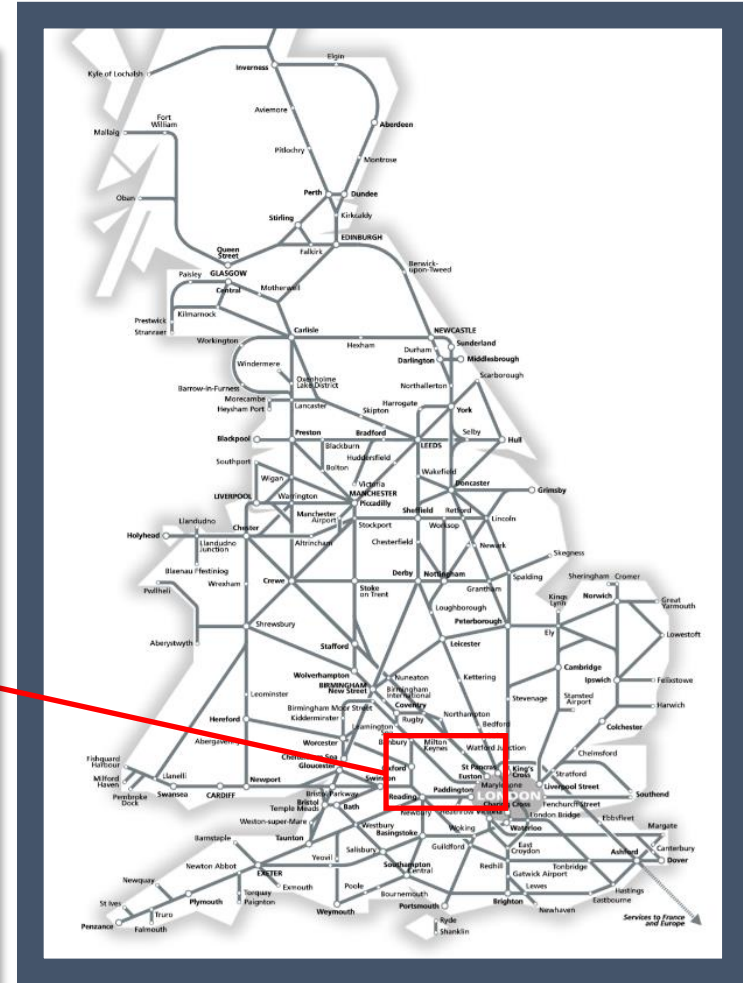 Elgin
Inverness
Kyle of Lochalsh
Aviemore
Fort
William
Aberdeen
Mallaig
Pitlochry
Montrose
Perth
Dundee
Oban
Stirling
Kirkcaldy
EDINBURGH
Queen
Street
Falkirk
Berwick-
upon-Tweed
Paisley
GLASGOW
Central
Motherwell
Prestwick
Kilmarnock
Stranraer
Carlisle
NEWCASTLE
Workington
Hexham
Sunderland
Durham
Darlington
Middlesbrough
Windermere
Scarborough
Oxenholme
Lake District
Northallerton
Barrow-in-Furness
Morecambe
Harrogate
Heysham Port
Lancaster
Skipton
York
Blackpool
Preston
Bradford
Selby
Hull
Blackburn
LEEDS
Huddersfield
Southport
Bolton
Wakefield
Wigan
Victoria
Doncaster
Grimsby
LIVERPOOL
Warrington
MANCHESTER
Piccadilly
Manchester
Airport
Sheffield
Retford
Lincoln
Llandudno
Stockport
Worksop
Holyhead
Chester
Llandudno
Junction
Altrincham
Chesterfield
Newark
Skegness
Blaenau Ffestiniog
Derby
Nottingham
Spalding
Sheringham
Cromer
Pwllheli
Wrexham
Crewe
Stoke
on Trent
Grantham
Kings
Lynn
Norwich
Great
Yarmouth
Loughborough
Shrewsbury
Peterborough
Ely
Lowestoft
Aberystwyth
Stafford
Leicester
Cambridge
Wolverhampton
Nuneaton
Kettering
Ipswich
Felixstowe
BIRMINGHAM
New Street
Birmingham
International
Stansted
Airport
Leominster
Coventry
Stevenage
Harwich
Birmingham Moor Street
Rugby
Northampton
Kidderminster
Hereford
Leamington
Spa
Bedford
Colchester
Abergavenny
Worcester
Banbury
Milton
Keynes
Watford Junction
Chelmsford
Fishguard
Harbour
Cheltenham Spa
Gloucester
Oxford
St Pancras
King's
Cross
Stratford
Milford
Haven
Llanelli
Newport
Swindon
Euston
Liverpool Street
Pembroke
Dock
Swansea
CARDIFF
Bristol Parkway
Paddington
Marylebone
Southend
Bristol
Temple Meads
Bath
Reading
LONDON
Fenchurch Street
Weston-super-Mare
Newbury
Heathrow
Victoria
Charing Cross
London Bridge
Ebbsfleet
Westbury
Basingstoke
Woking
Waterloo
Margate
Barnstaple
Taunton
East
Croydon
Canterbury
Salisbury
Guildford
Ashford
Dover
Newton Abbot
Yeovil
Southampton
Central
Redhill
Tonbridge
Newquay
EXETER
Gatwick Airport
Exmouth
Poole
Bournemouth
Lewes
Hastings
St Ives
Truro
Plymouth
Torquay
Paignton
Weymouth
Portsmouth
Brighton
Eastbourne
Newhaven
Penzance
Falmouth
Ryde
Shanklin
Services to France
and Europe